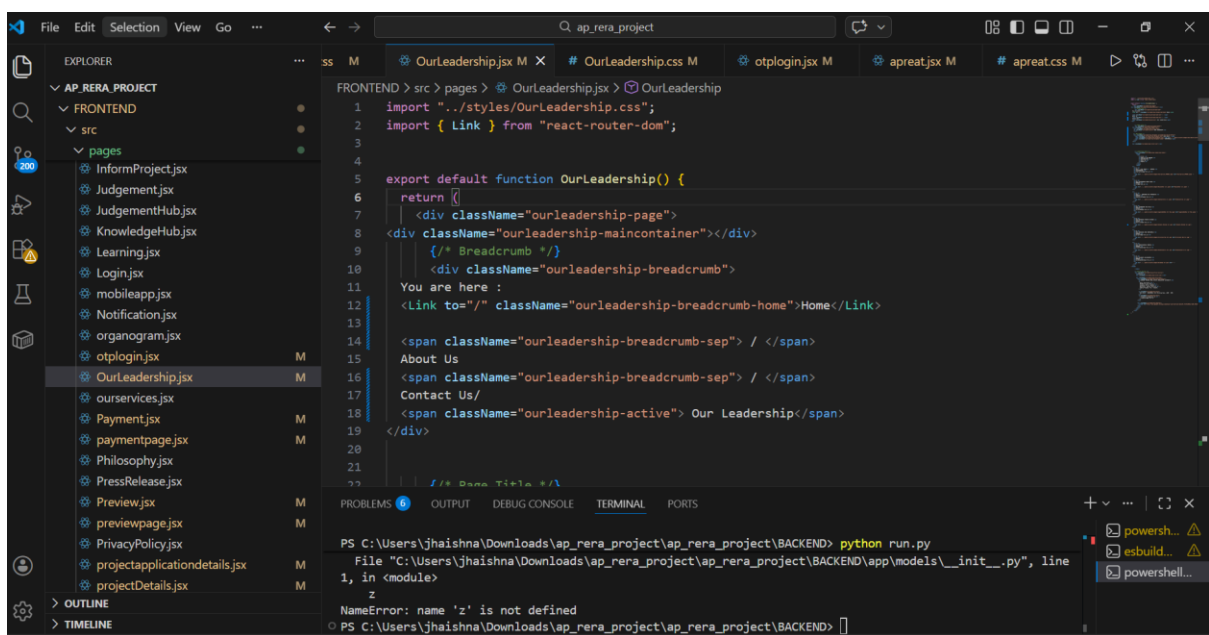 File Edit Selection View Go ···
ap_rera_project
EXPLORER
AP_RERA_PROJECT
FRONTEND
src
pages
InformProject.jsx
Judgement.jsx
JudgementHub.jsx
KnowledgeHub.jsx
Learning.jsx
Login.jsx
mobileapp.jsx
Notification.jsx
organogram.jsx
otplogin.jsx M
OurLeadership.jsx M
ourservices.jsx
Payment.jsx M
paymentpage.jsx M
Philosophy.jsx
PressRelease.jsx
Preview.jsx M
previewpage.jsx M
PrivacyPolicy.jsx
projectapplicationdetails.jsx M
projectDetails.jsx M
OUTLINE
TIMELINE
200
ss M OurLeadership.jsx M # OurLeadership.css M otplogin.jsx M apreat.jsx M # apreat.css M
FRONTEND > src > pages > OurLeadership.jsx > OurLeadership
1 import "../styles/OurLeadership.css";
2 import { Link } from "react-router-dom";
3
4
5 export default function OurLeadership() {
6 return (
7 <div className="ourleadership-page">
8 <div className="ourleadership-maincontainer"></div>
9 {/* Breadcrumb */}
10 <div className="ourleadership-breadcrumb">
11 You are here :
12 <Link to="/" className="ourleadership-breadcrumb-home">Home</Link>
13
14 <span className="ourleadership-breadcrumb-sep"> / </span>
15 About Us
16 <span className="ourleadership-breadcrumb-sep"> / </span>
17 Contact Us/
18 <span className="ourleadership-active"> Our Leadership</span>
19 </div>
20
21
22 {/* Page Title */}
PROBLEMS 6 OUTPUT DEBUG CONSOLE TERMINAL PORTS
PS C:\Users\jhaishna\Downloads\ap_rera_project\ap_rera_project\BACKEND> python run.py
File "C:\Users\jhaishna\Downloads\ap_rera_project\ap_rera_project\BACKEND\app\models\__init__.py", line
1, in <module>
z
NameError: name 'z' is not defined
PS C:\Users\jhaishna\Downloads\ap_rera_project\ap_rera_project\BACKEND>
powersh...
esbuild...
powershell...